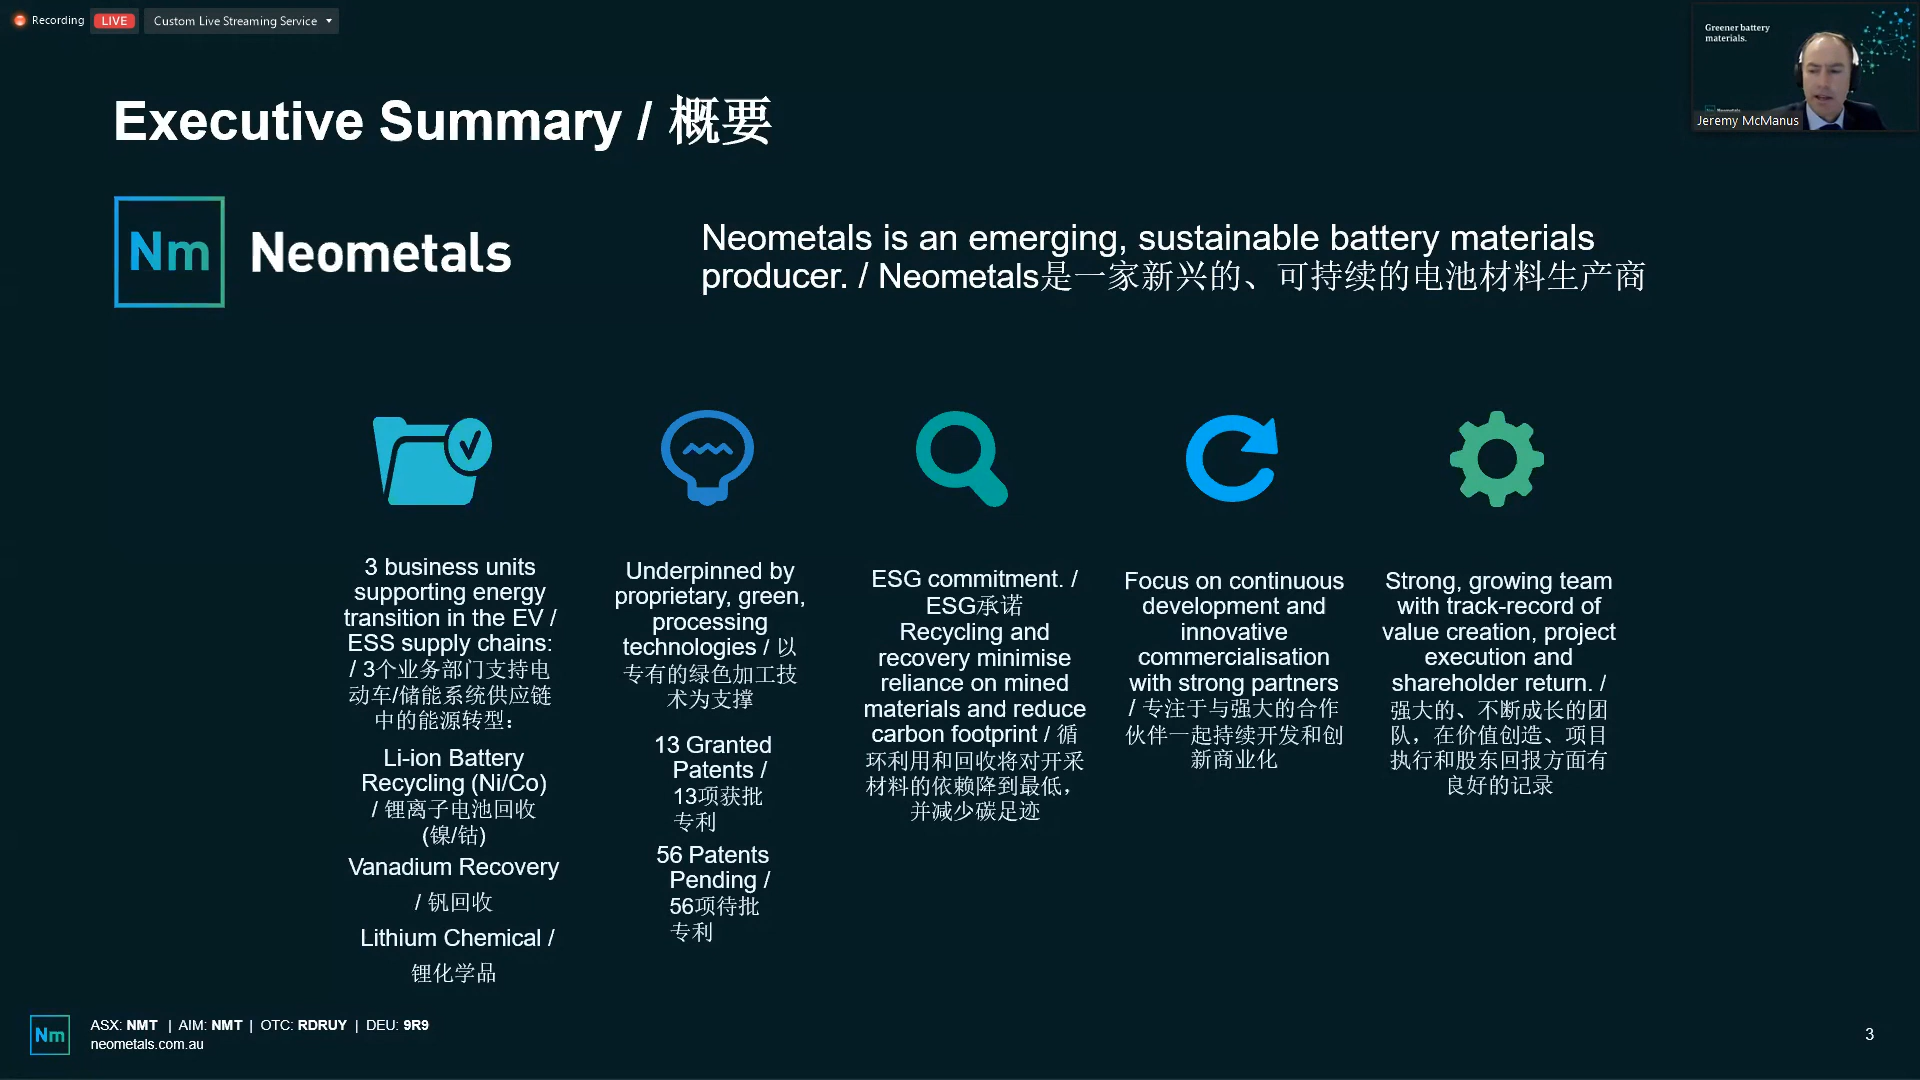 Recording
LIVE
Custom Live Streaming Service
Greener battery
materials.
Jeremy McManus
Executive Summary / 概要
Nm
Neometals
Neometals is an emerging, sustainable battery materials
producer. / Neometals是一家新兴的、可持续的电池材料生产商
3 business units
supporting energy
transition in the EV /
ESS supply chains:
/ 3个业务部门支持电
动车/储能系统供应链
中的能源转型：
Li-ion Battery
Recycling (Ni/Co)
/ 锂离子电池回收
(镍/钴)
Vanadium Recovery
/ 钒回收
Lithium Chemical /
锂化学品
Underpinned by
proprietary, green,
processing
technologies / 以
专有的绿色加工技
术为支撑
13 Granted
Patents /
13项获批
专利
56 Patents
Pending /
56项待批
专利
ESG commitment. /
ESG承诺
Recycling and
recovery minimise
reliance on mined
materials and reduce
carbon footprint / 循
环利用和回收将对开采
材料的依赖降到最低，
并减少碳足迹
Focus on continuous
development and
innovative
commercialisation
with strong partners
/ 专注于与强大的合作
伙伴一起持续开发和创
新商业化
Strong, growing team
with track-record of
value creation, project
execution and
shareholder return. /
强大的、不断成长的团
队，在价值创造、项目
执行和股东回报方面有
良好的记录
Nm
ASX: NMT | AIM: NMT | OTC: RDRUY | DEU: 9R9
neometals.com.au
3